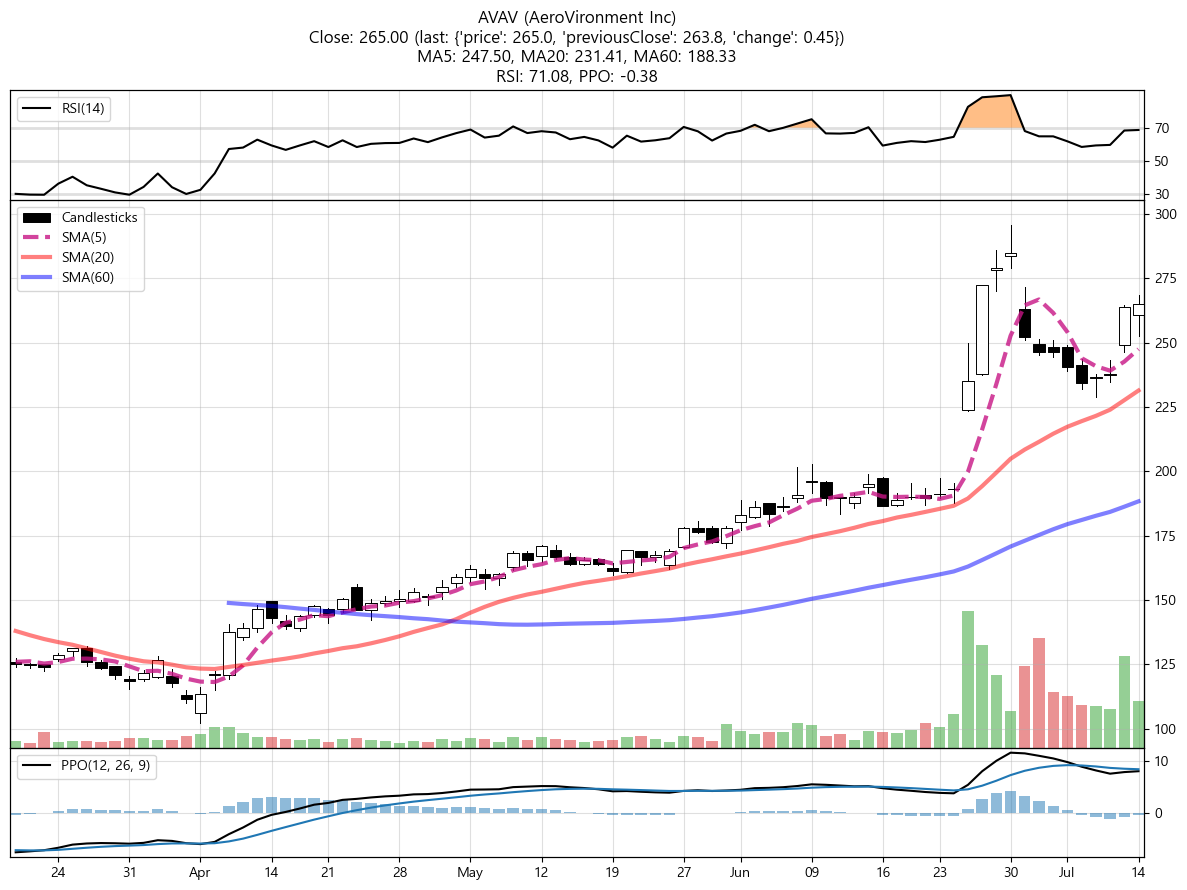 AVAV (AeroVironment Inc)
Close: 265.00 (last: {'price': 265.0, 'previousClose': 263.8, 'change': 0.45})
MA5: 247.50, MA20: 231.41, MA60: 188.33
RSI: 71.08, PPO: -0.38
RSI(14)
70
50
30
Candlesticks
SMA(5)
SMA(20)
SMA(60)
300
275
250
225
200
175
150
125
100
PPO(12, 26, 9)
10
0
24 31 Apr 14 21 28 May 12 19 27 Jun 09 16 23 30 Jul 14